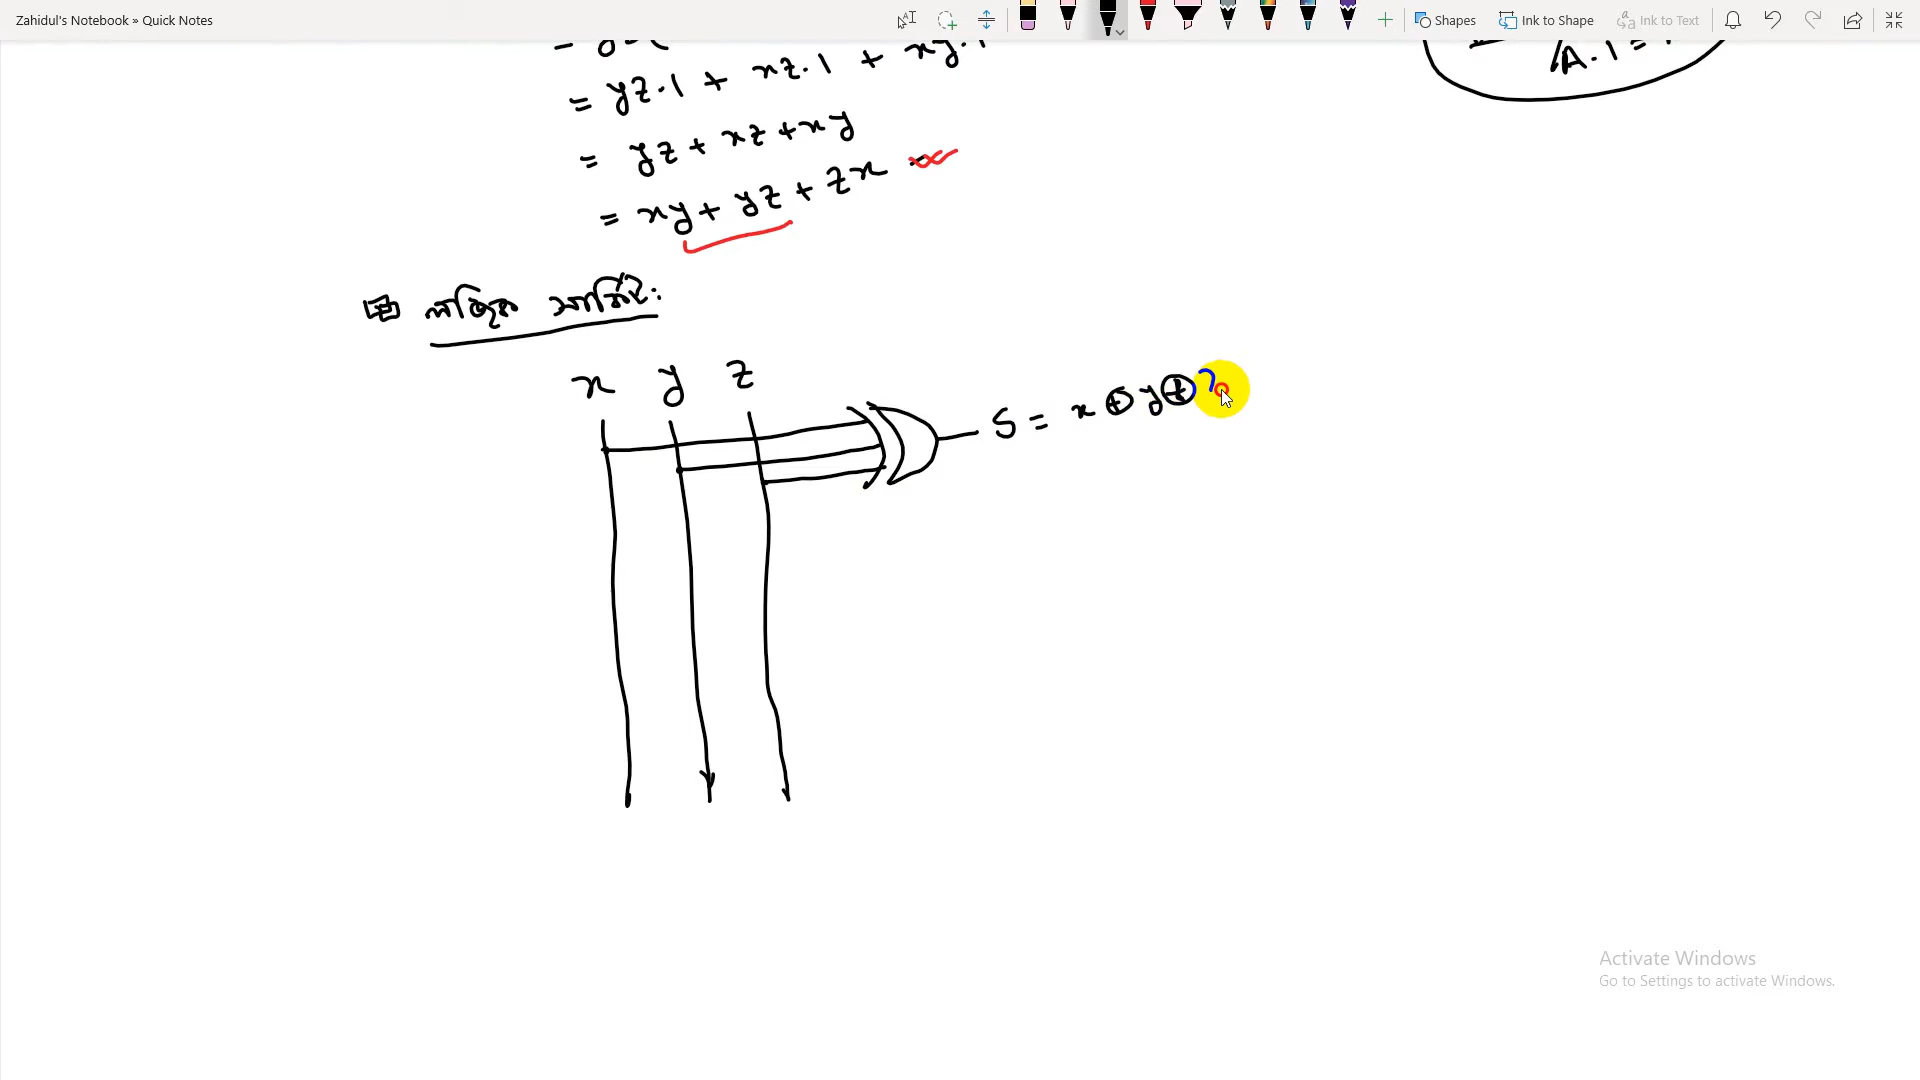 Zahidul's Notebook » Quick Notes
Shapes
Ink to Shape
Ink to Text
A·1 =
= yz·1 + xz·1 + xy·1
= yz + xz + xy
= xy + yz + zx
লজিক সার্কিট:
x y z
S = x ⊕ y ⊕
Activate Windows
Go to Settings to activate Windows.